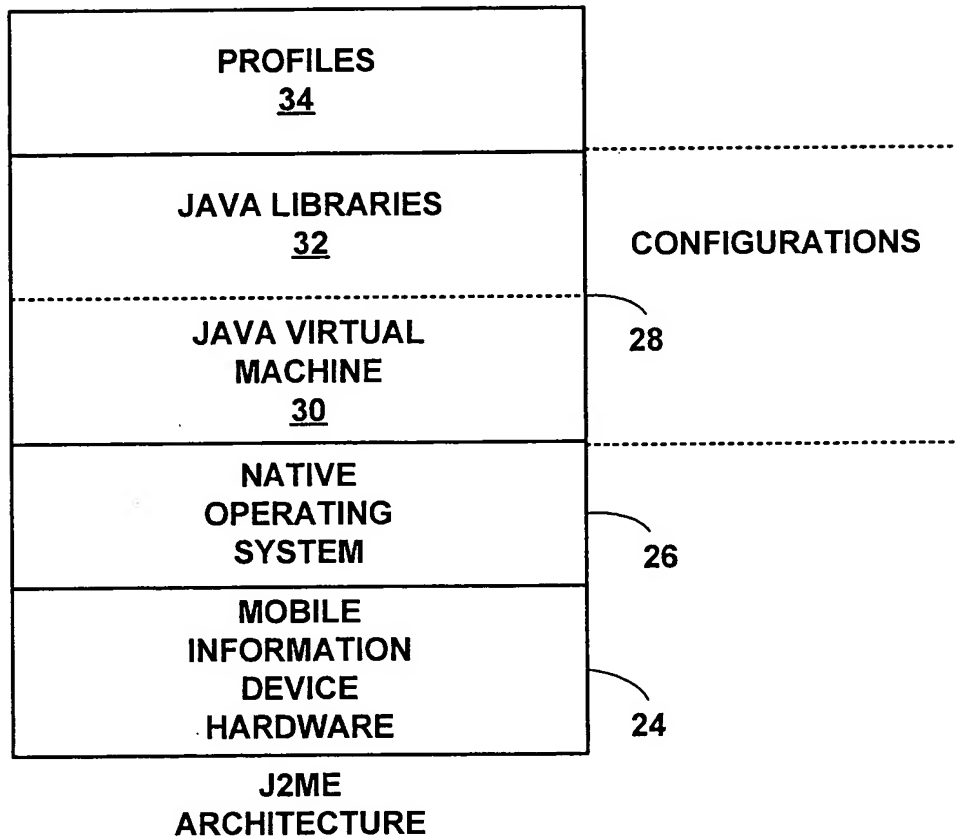 PROFILES
34
JAVA LIBRARIES
32
CONFIGURATIONS
28
JAVA VIRTUAL
MACHINE
30
NATIVE
OPERATING
SYSTEM
26
MOBILE
INFORMATION
DEVICE
HARDWARE
24
J2ME
ARCHITECTURE